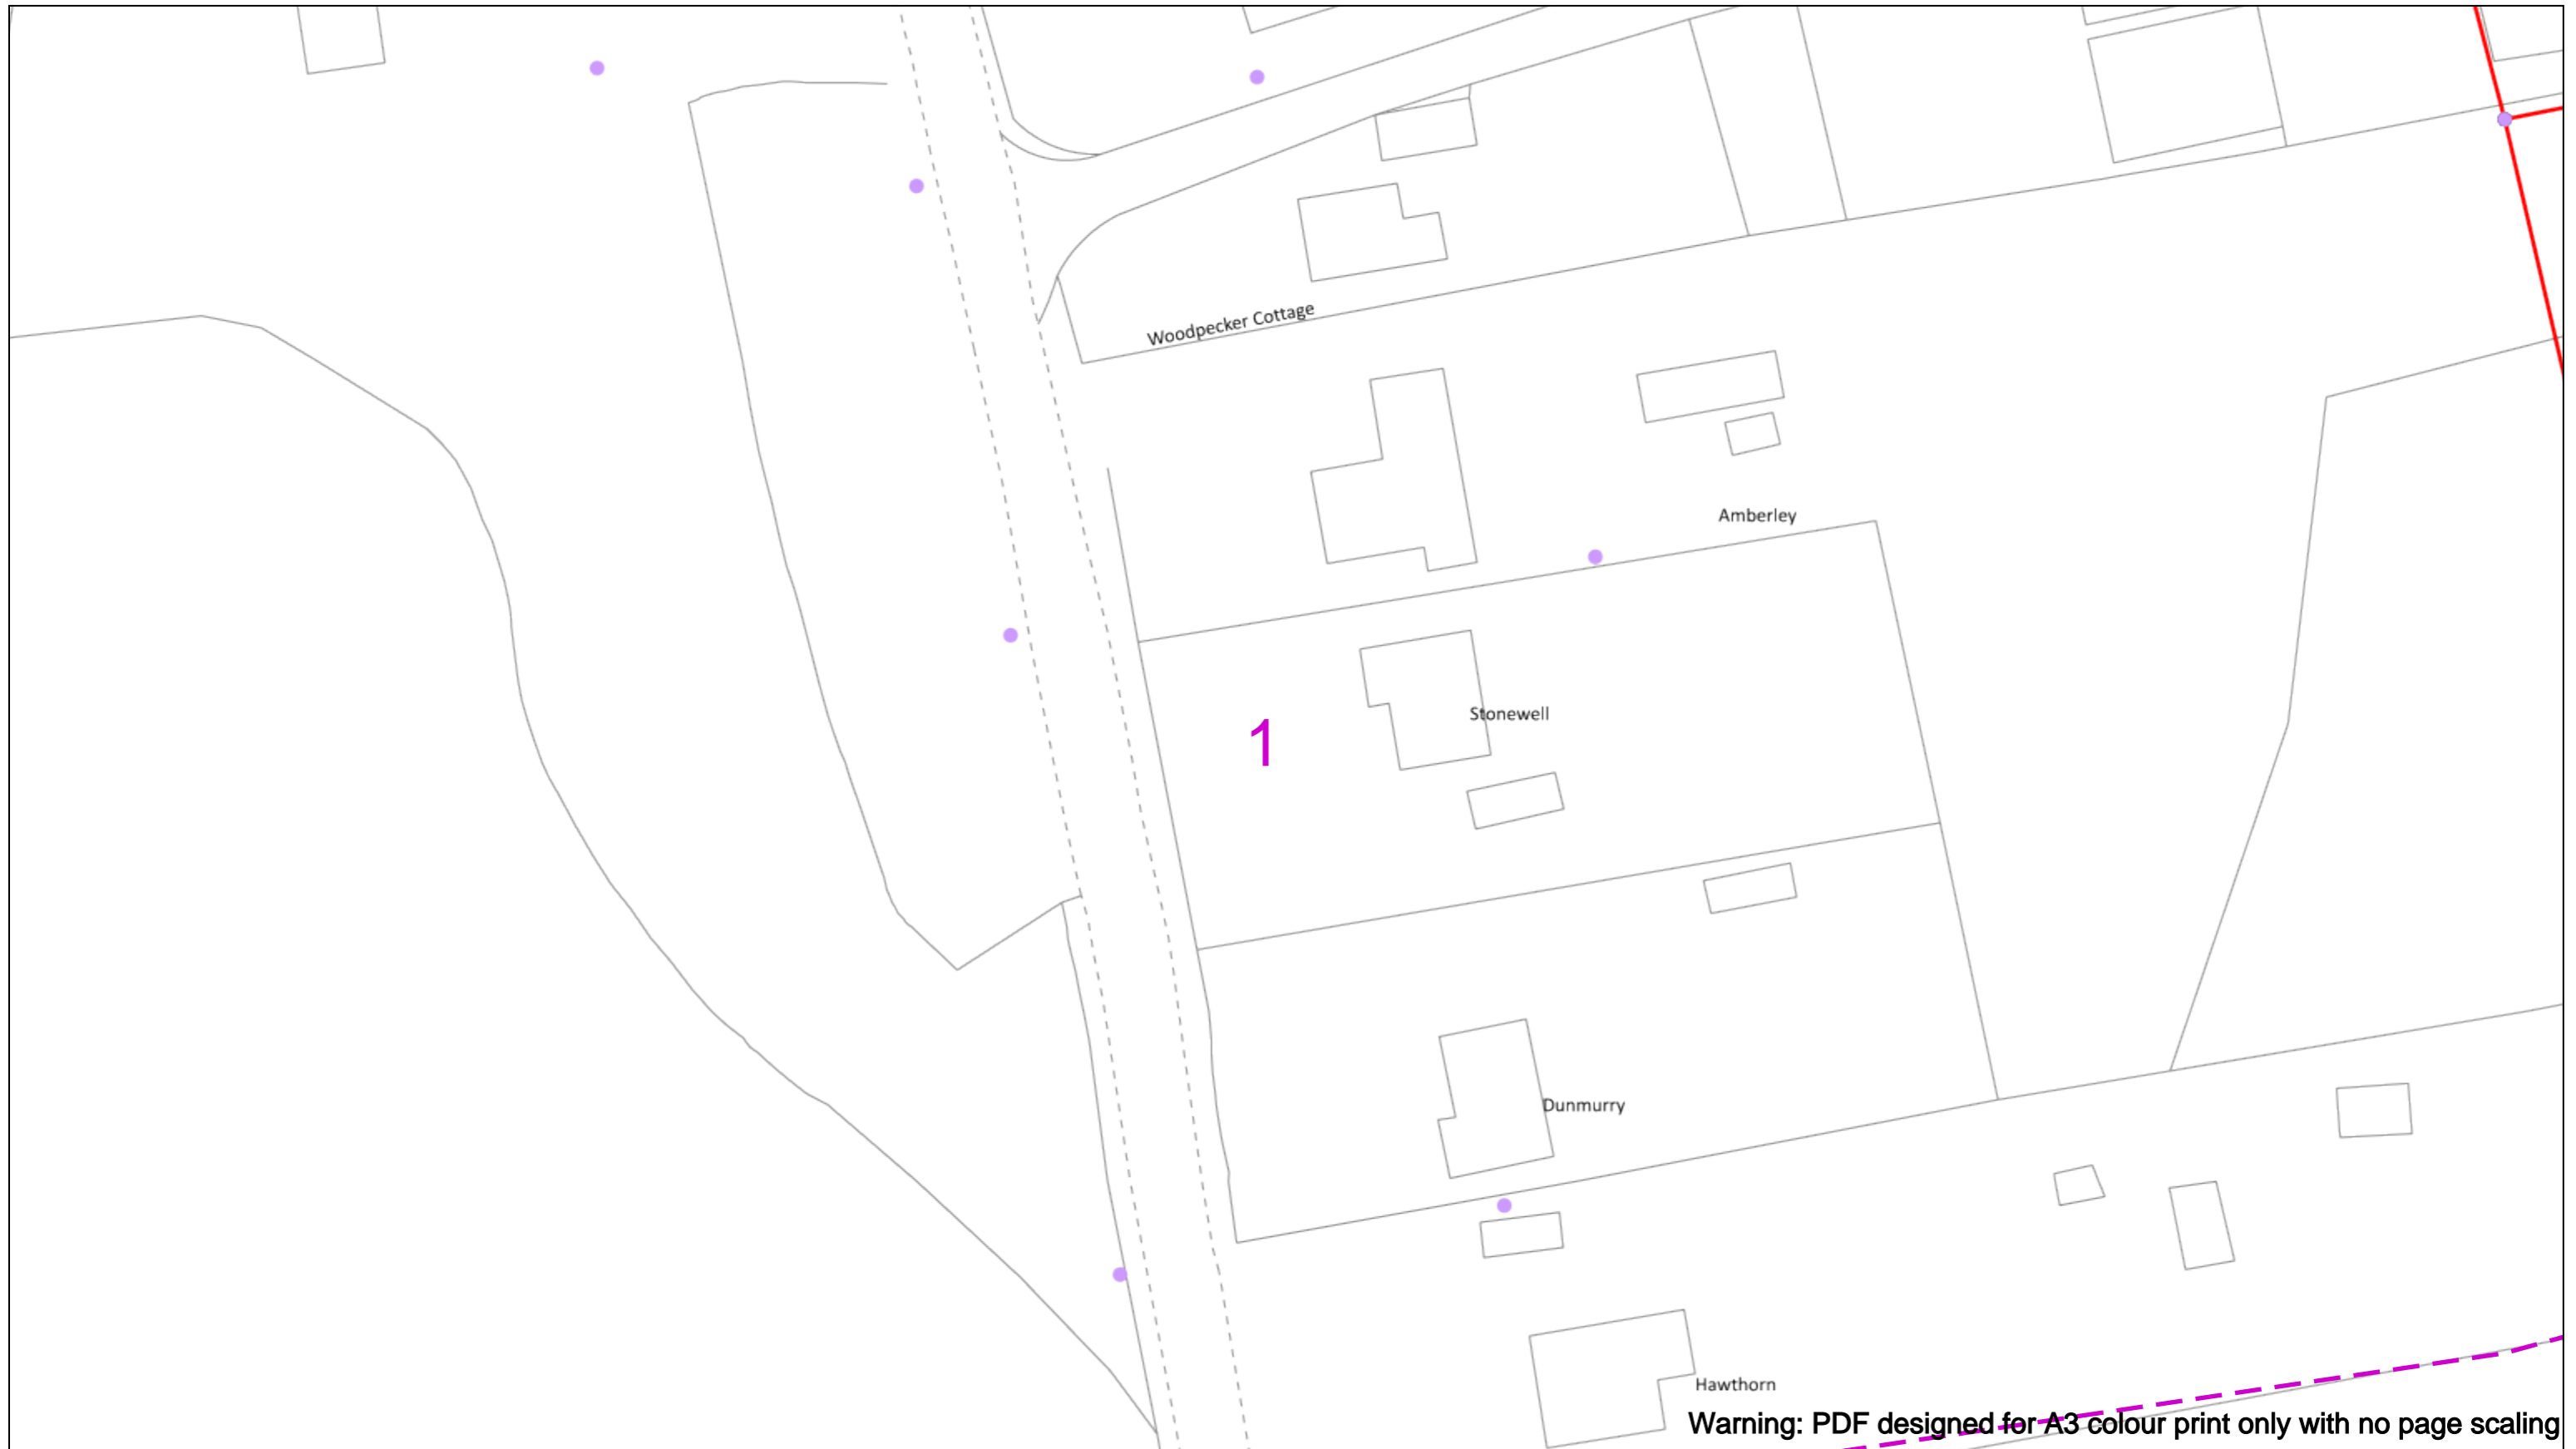 Woodpecker Cottage
Amberley
Stonewell
1
Dunmurry
Hawthorn
Warning: PDF designed for A3 colour print only with no page scaling